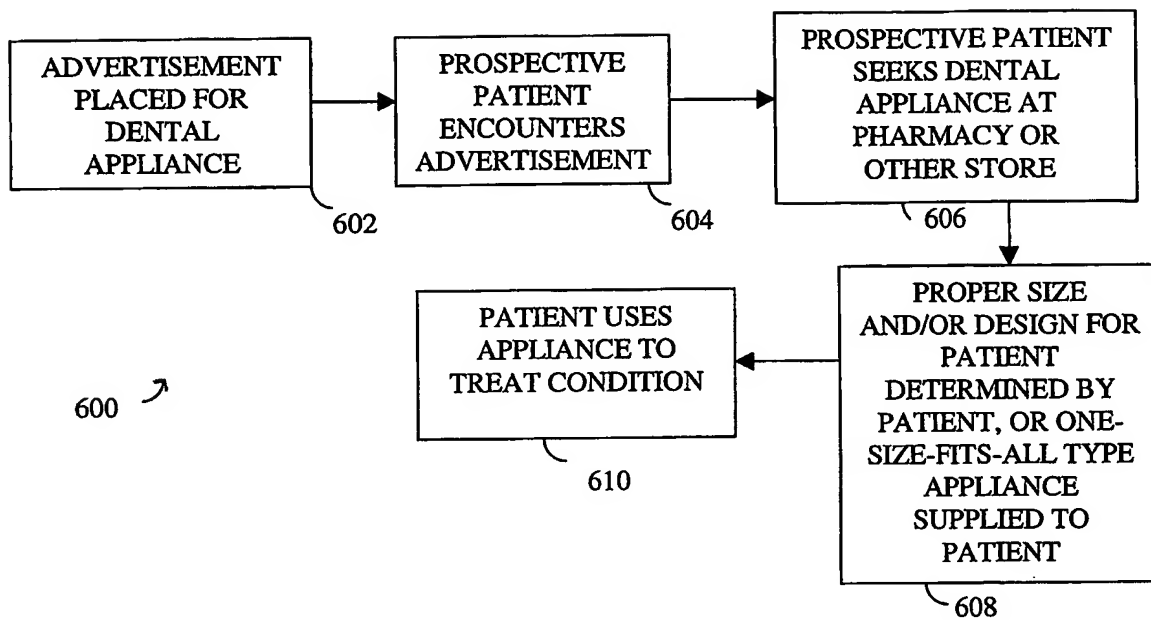 ADVERTISEMENT
PLACED FOR
DENTAL
APPLIANCE
602
PROSPECTIVE
PATIENT
ENCOUNTERS
ADVERTISEMENT
604
PROSPECTIVE PATIENT
SEEKS DENTAL
APPLIANCE AT
PHARMACY OR
OTHER STORE
606
PROPER SIZE
AND/OR DESIGN FOR
PATIENT
DETERMINED BY
PATIENT, OR ONE-
SIZE-FITS-ALL TYPE
APPLIANCE
SUPPLIED TO
PATIENT
608
PATIENT USES
APPLIANCE TO
TREAT CONDITION
610
600